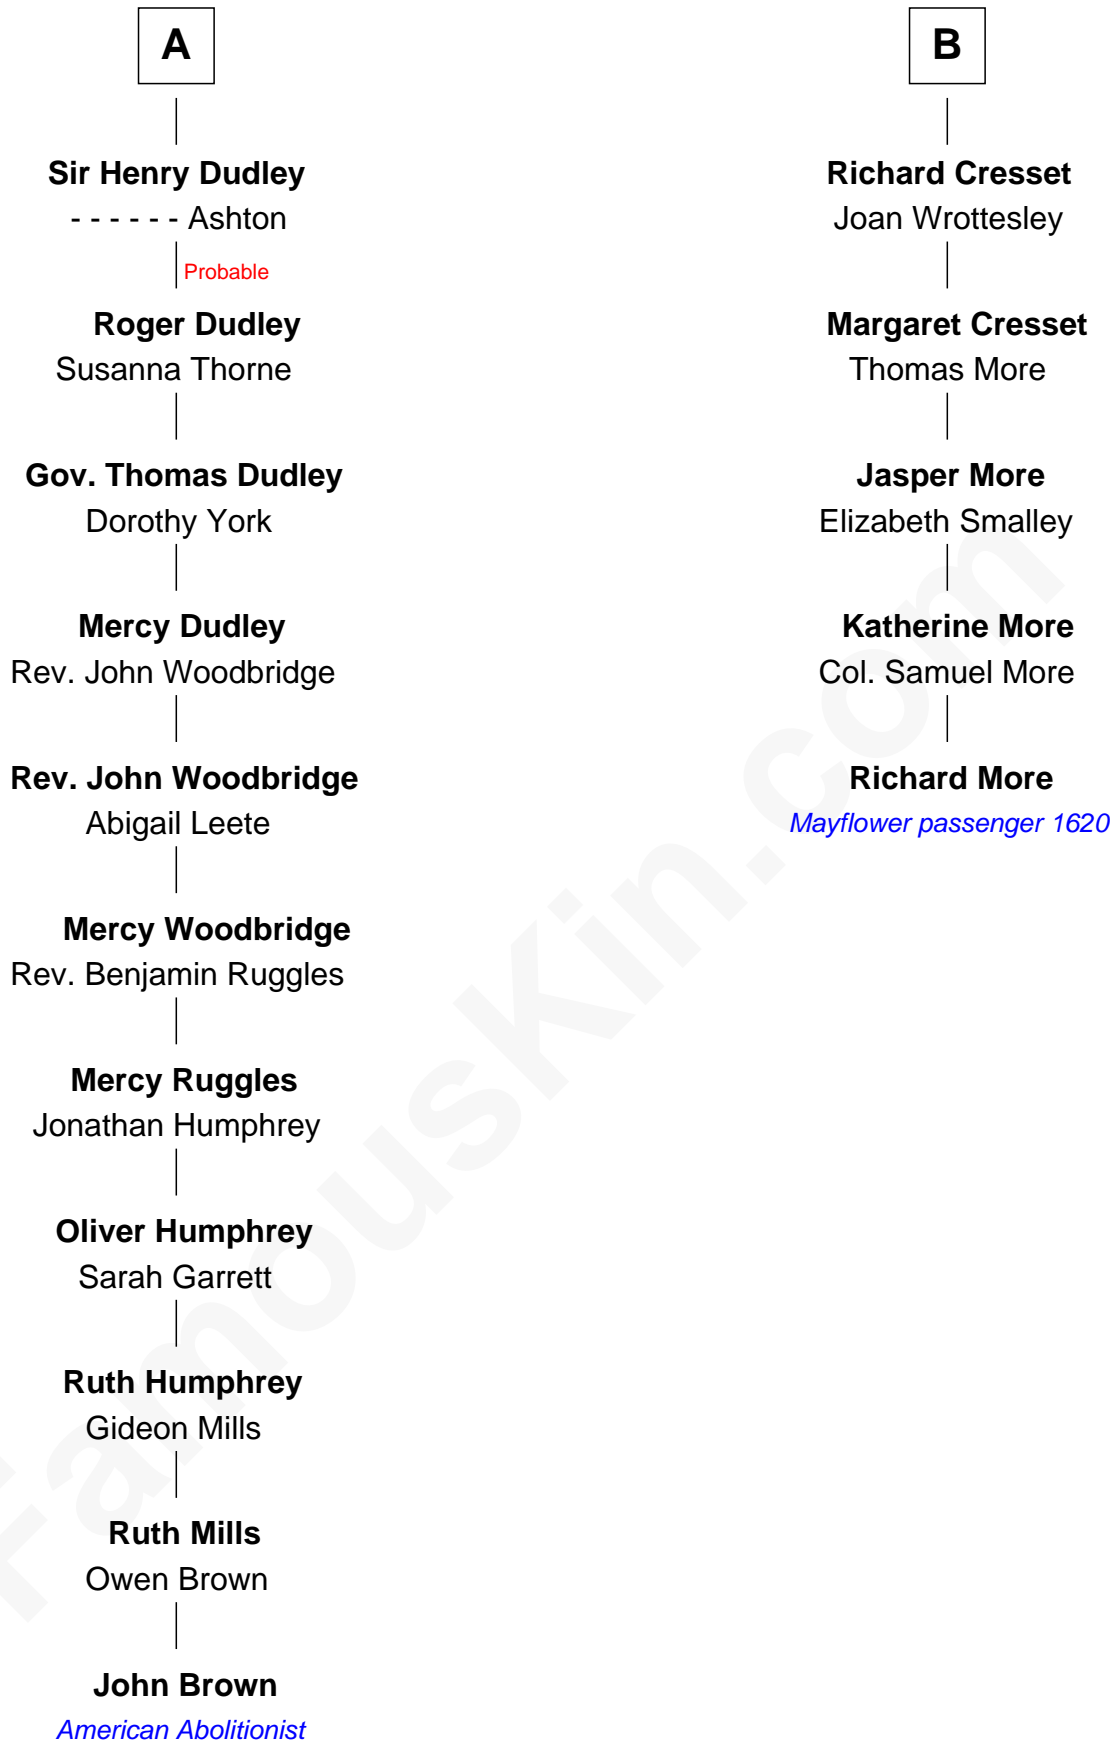 A
Sir Henry Dudley
- - - - - - Ashton
Probable
Roger Dudley
Susanna Thorne
Gov. Thomas Dudley
Dorothy York
Mercy Dudley
Rev. John Woodbridge
Rev. John Woodbridge
Abigail Leete
Mercy Woodbridge
Rev. Benjamin Ruggles
Mercy Ruggles
Jonathan Humphrey
Oliver Humphrey
Sarah Garrett
Ruth Humphrey
Gideon Mills
Ruth Mills
Owen Brown
John Brown
American Abolitionist
B
Richard Cresset
Joan Wrottesley
Margaret Cresset
Thomas More
Jasper More
Elizabeth Smalley
Katherine More
Col. Samuel More
Richard More
Mayflower passenger 1620
FamousKin.com